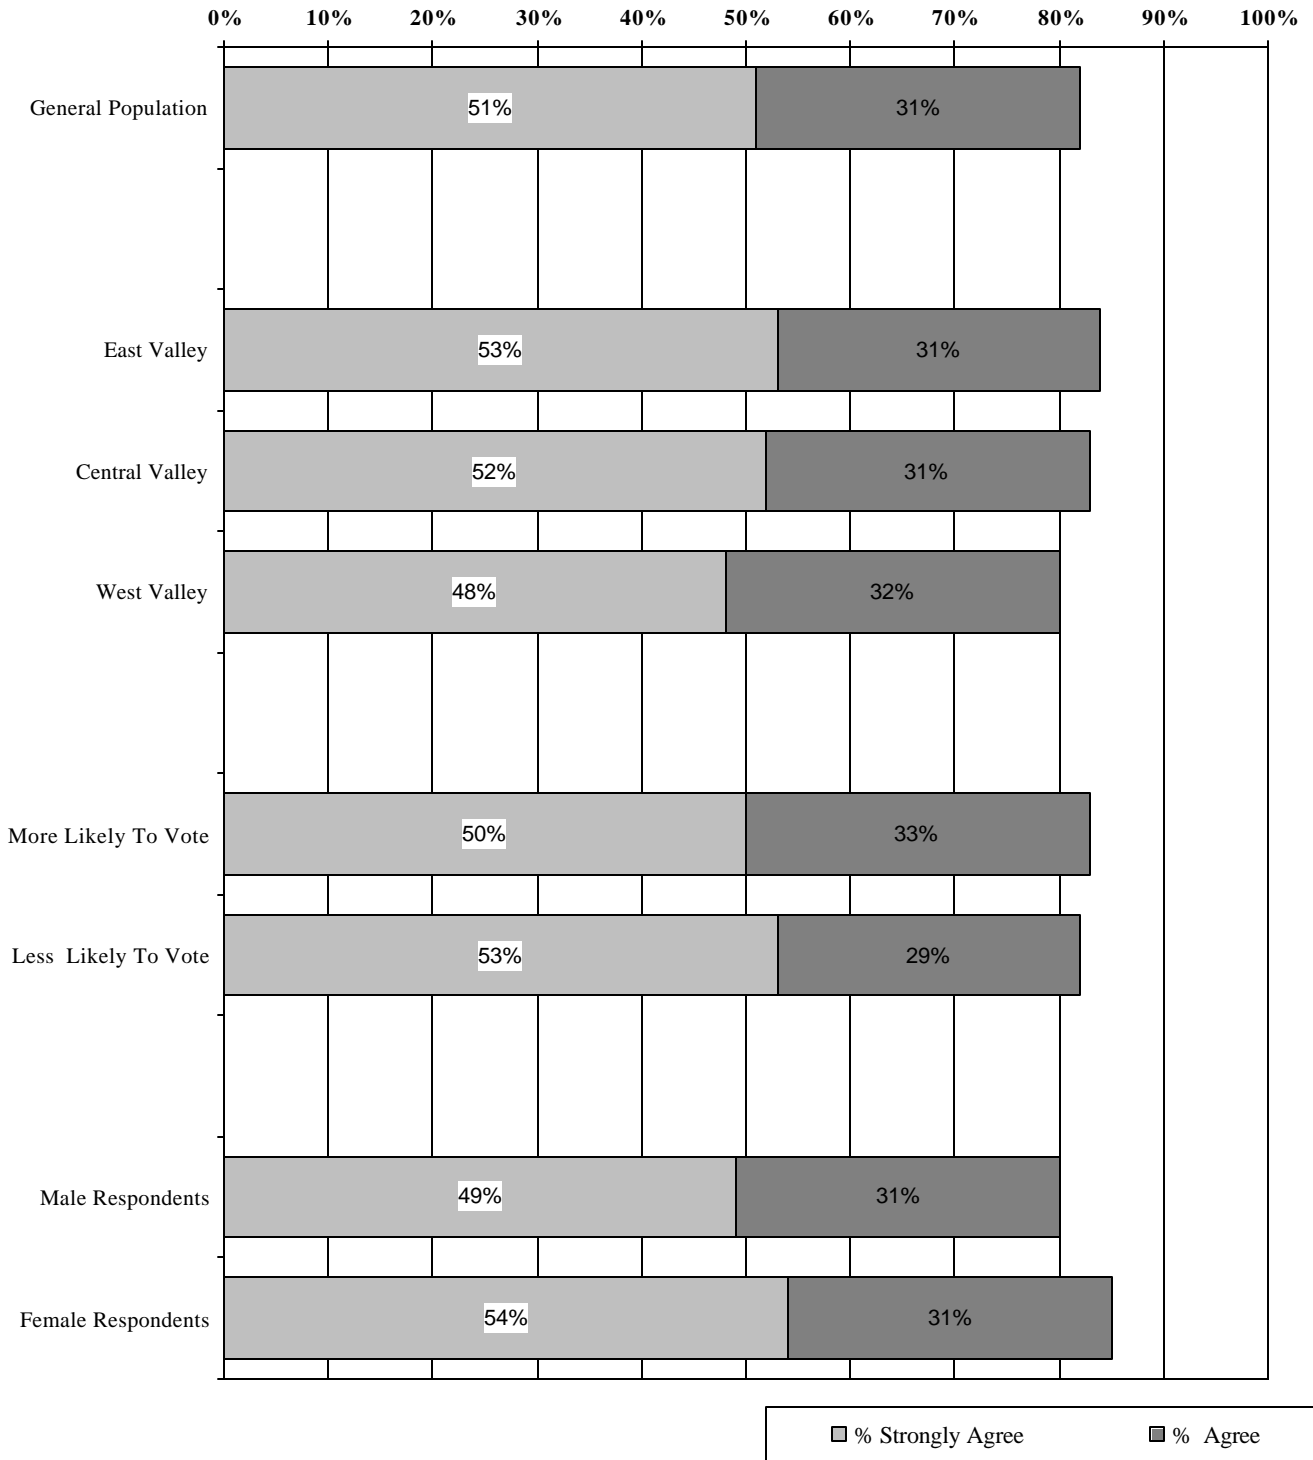 0% 10% 20% 30% 40% 50% 60% 70% 80% 90% 100%
General Population 51% 31%
East Valley 53% 31%
Central Valley 52% 31%
West Valley 48% 32%
More Likely To Vote 50% 33%
Less Likely To Vote 53% 29%
Male Respondents 49% 31%
Female Respondents 54% 31%
% Strongly Agree % Agree